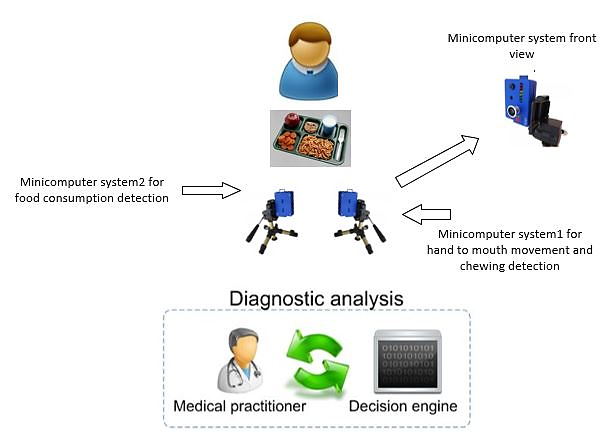 Minicomputer system front
view
Minicomputer system2 for
food consumption detection
Minicomputer system1 for
hand to mouth movement and
chewing detection
Diagnostic analysis
Medical practitioner
Decision engine
0101010101